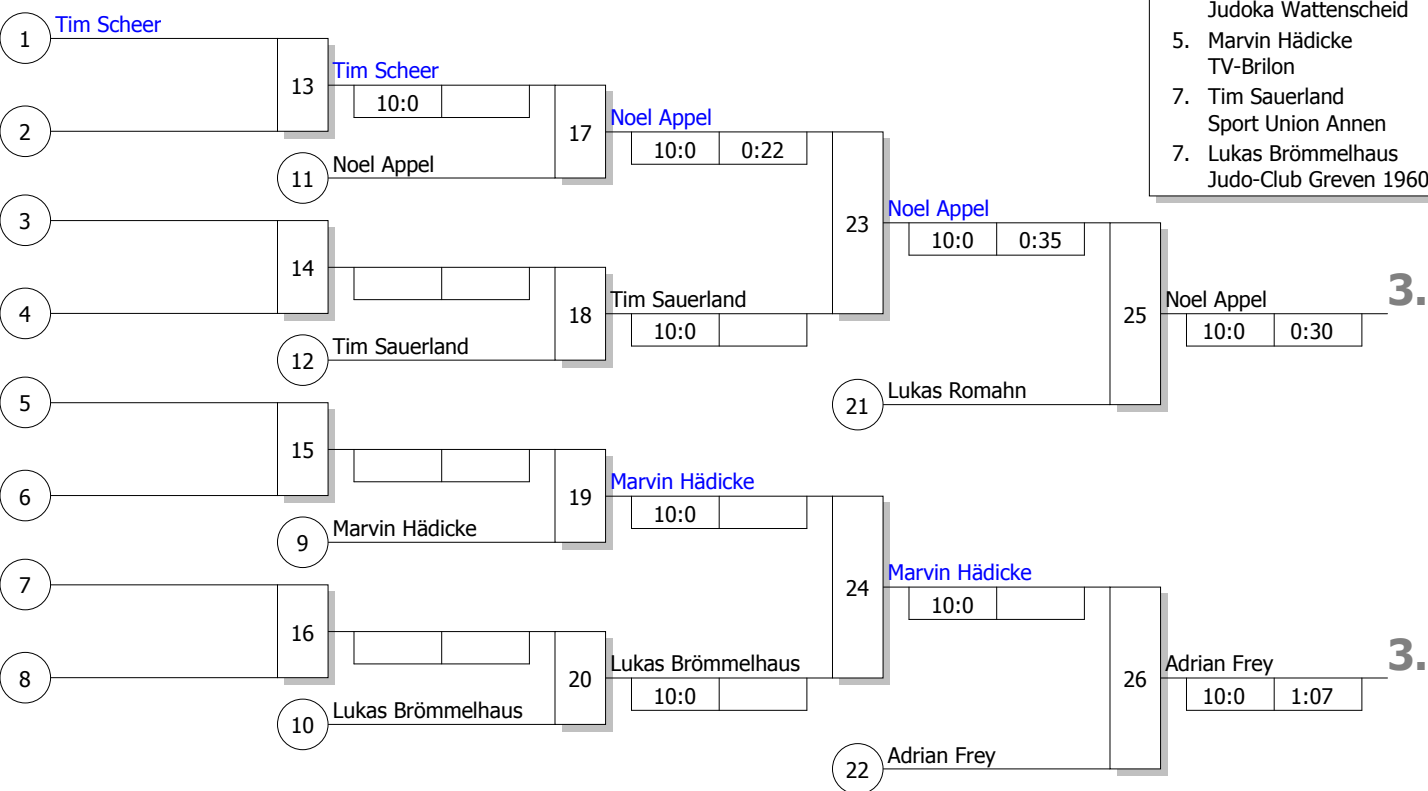 Judoka Wattenscheid
5. Marvin Hädicke
TV-Brilon
7. Tim Sauerland
Sport Union Annen
7. Lukas Brömmelhaus
Judo-Club Greven 1960
1 Tim Scheer
13
Tim Scheer
10:0
2
17
Noel Appel
10:0 0:22
11 Noel Appel
3
23
Noel Appel
10:0 0:35
14
4
18
Tim Sauerland
10:0
12 Tim Sauerland
25
Noel Appel
10:0 0:30
3.
21 Lukas Romahn
5
15
6
19
Marvin Hädicke
10:0
9 Marvin Hädicke
7
24
Marvin Hädicke
10:0
16
8
20
Lukas Brömmelhaus
10:0
10 Lukas Brömmelhaus
26
Adrian Frey
10:0 1:07
3.
22 Adrian Frey